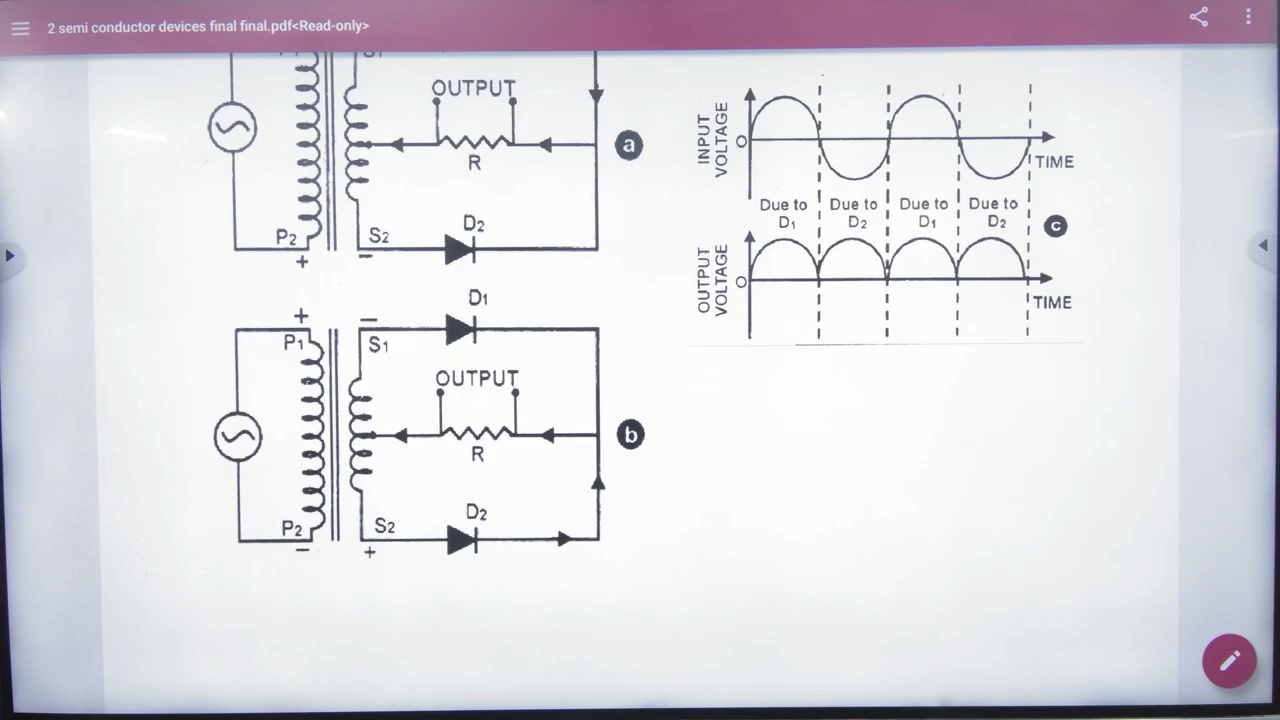 2 semi conductor devices final final.pdf<Read-only>
S1
OUTPUT
R
a
D2
P2
S2
+
−
INPUT
VOLTAGE
O
TIME
Due to
D1
Due to
D2
Due to
D1
Due to
D2
c
OUTPUT
VOLTAGE
O
TIME
D1
+
−
P1
S1
OUTPUT
R
b
D2
P2
S2
−
+